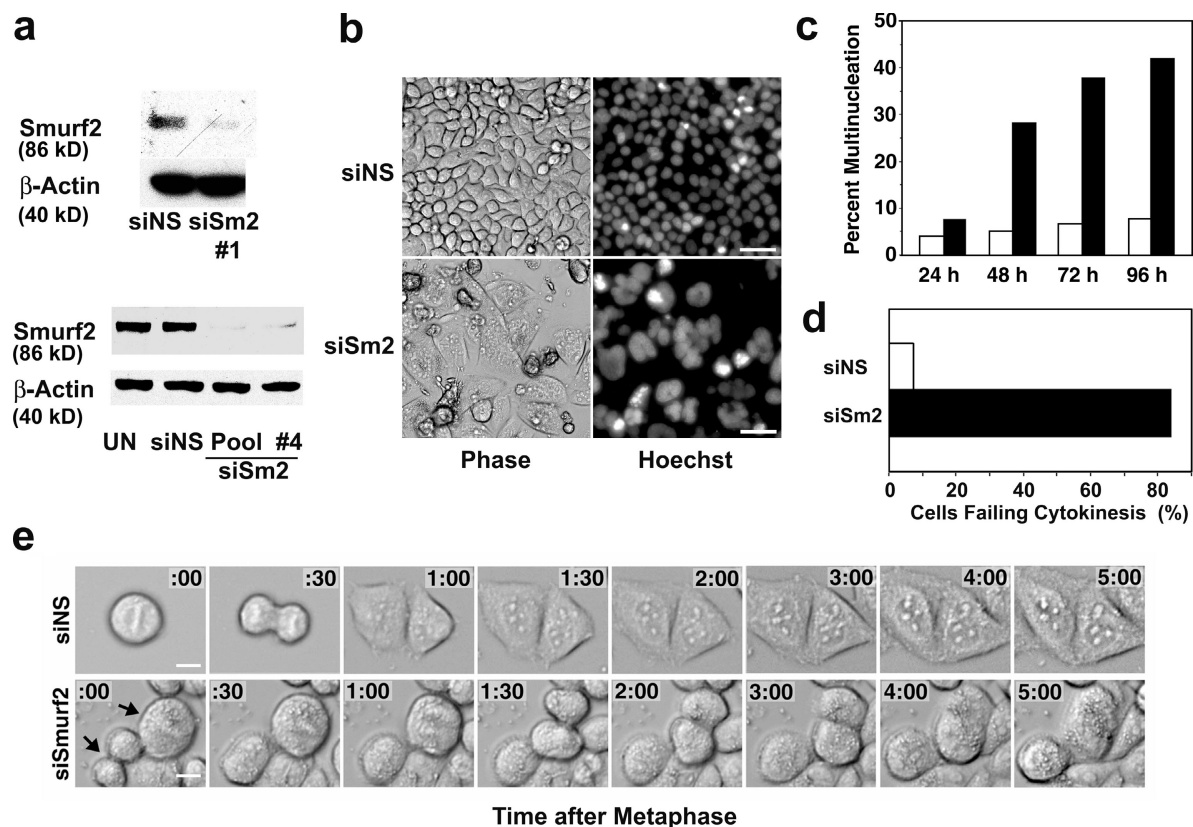 a
Smurf2
(86 kD)
β-Actin
(40 kD)
siNS siSm2
#1
Smurf2
(86 kD)
β-Actin
(40 kD)
UN siNS Pool #4
siSm2
b
siNS
siSm2
Phase Hoechst
c
Percent Multinucleation
50
40
30
20
10
0
24 h 48 h 72 h 96 h
d
siNS
siSm2
0 20 40 60 80
Cells Failing Cytokinesis (%)
e
siNS
:00 :30 1:00 1:30 2:00 3:00 4:00 5:00
siSmurf2
:00 :30 1:00 1:30 2:00 3:00 4:00 5:00
Time after Metaphase